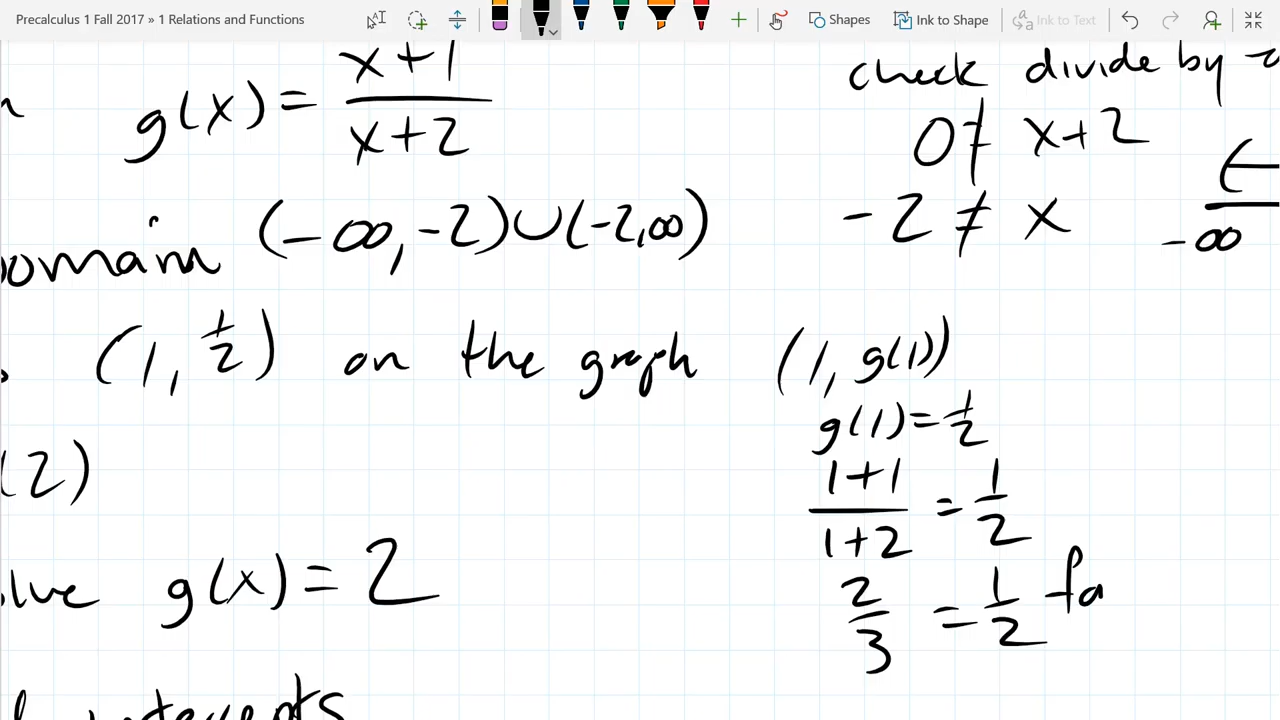 Precalculus 1 Fall 2017 » 1 Relations and Functions
Shapes
Ink to Shape
Ink to Text
g(x) = x+1 / x+2
check divide by
0 ≠ x+2
-2 ≠ x
-∞
omain (-∞, -2)∪(-2,∞)
(1, 1/2) on the graph (1, g(1))
g(1) = 1/2
1+1 / 1+2 = 1/2
2/3 = 1/2 fa
(2)
lve g(x) = 2
intercepts